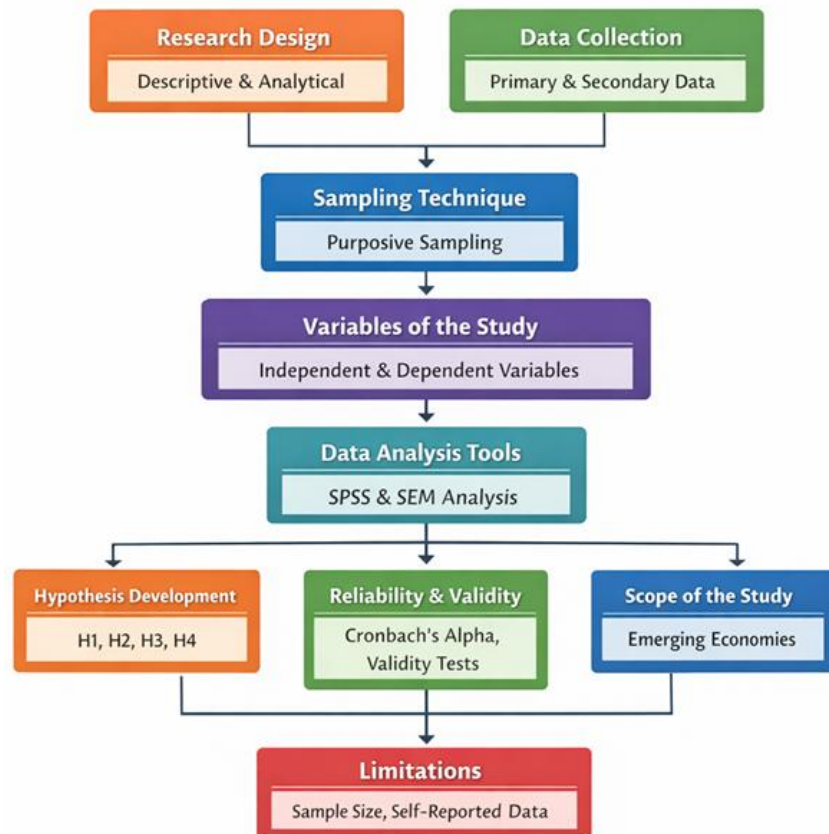 Research Design
Descriptive & Analytical
Data Collection
Primary & Secondary Data
Sampling Technique
Purposive Sampling
Variables of the Study
Independent & Dependent Variables
Data Analysis Tools
SPSS & SEM Analysis
Hypothesis Development
H1, H2, H3, H4
Reliability & Validity
Cronbach's Alpha,
Validity Tests
Scope of the Study
Emerging Economies
Limitations
Sample Size, Self-Reported Data